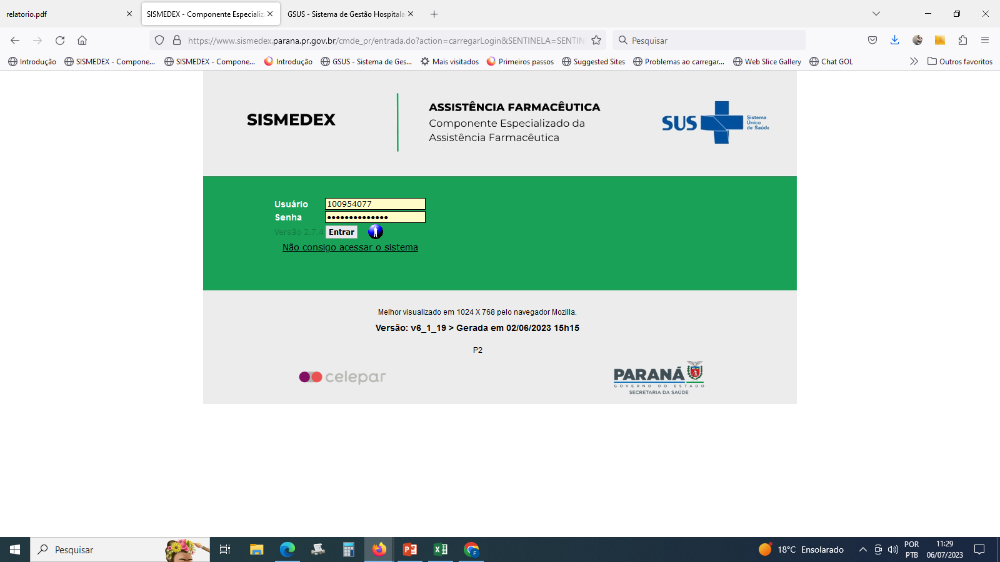 relatorio.pdf
SISMEDEX - Componente Especializ
GSUS - Sistema de Gestão Hospitala
https://www.sismedex.parana.pr.gov.br/cmde_pr/entrada.do?action=carregarLogin&SENTINELA=SENTIN
Pesquisar
Introdução
SISMEDEX - Compone...
SISMEDEX - Compone...
Introdução
GSUS - Sistema de Ges...
Mais visitados
Primeiros passos
Suggested Sites
Problemas ao carregar...
Web Slice Gallery
Chat GOL
Outros favoritos
SISMEDEX
ASSISTÊNCIA FARMACÊUTICA
Componente Especializado da
Assistência Farmacêutica
SUS
Sistema
Único
de Saúde
Usuário 100954077
Senha ••••••••••••••
Versão 2.7.4 Entrar
Não consigo acessar o sistema
Melhor visualizado em 1024 X 768 pelo navegador Mozilla.
Versão: v6_1_19 > Gerada em 02/06/2023 15h15
P2
celepar
PARANÁ
GOVERNO DO ESTADO
SECRETARIA DA SAÚDE
Pesquisar
F
18°C Ensolarado
POR
PTB
11:29
06/07/2023